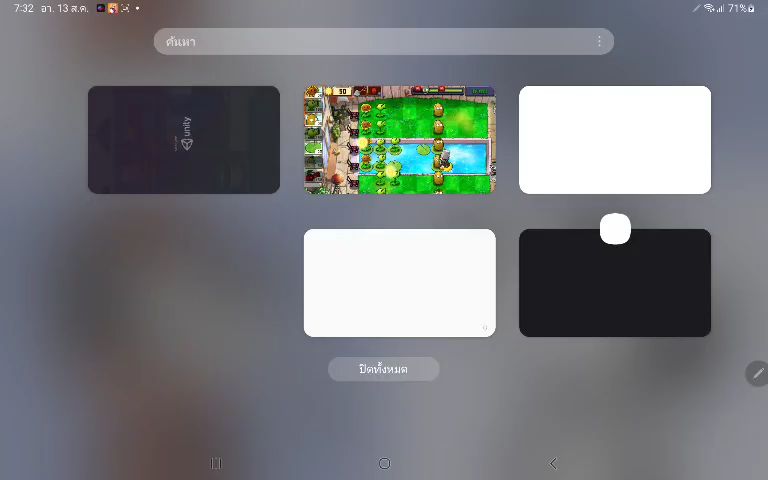 7:32 อา. 13 ส.ค.
71%
ค้นหา
unity
50
ปิดทั้งหมด